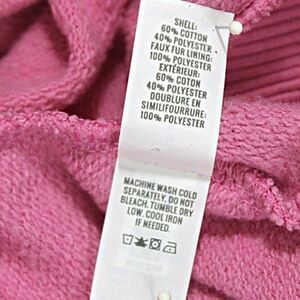 SHELL:
60% COTTON
40% POLYESTER
FAUX FUR LINING:
100% POLYESTER
EXTÉRIEUR:
60% COTON
40% POLYESTER
DOUBLURE EN
SIMILIFOURRURE:
100% POLYESTER
MACHINE WASH COLD
SEPARATELY. DO NOT
BLEACH. TUMBLE DRY
LOW. COOL IRON
IF NEEDED.